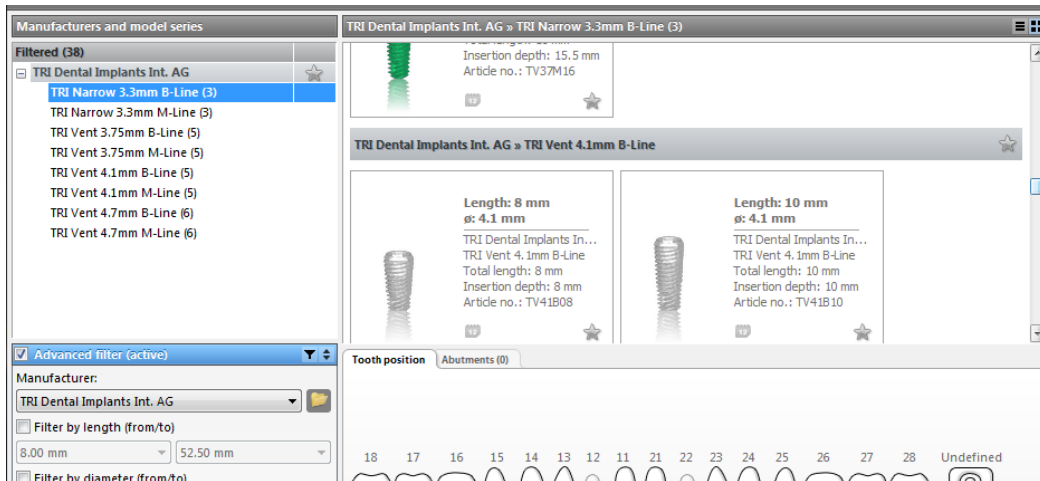 Manufacturers and model series
Filtered (38)
TRI Dental Implants Int. AG
TRI Narrow 3.3mm B-Line (3)
TRI Narrow 3.3mm M-Line (3)
TRI Vent 3.75mm B-Line (5)
TRI Vent 3.75mm M-Line (5)
TRI Vent 4.1mm B-Line (5)
TRI Vent 4.1mm M-Line (5)
TRI Vent 4.7mm B-Line (6)
TRI Vent 4.7mm M-Line (6)
Advanced filter (active)
Manufacturer:
TRI Dental Implants Int. AG
Filter by length (from/to)
8.00 mm 52.50 mm
Filter by diameter (from/to)
TRI Dental Implants Int. AG » TRI Narrow 3.3mm B-Line (3)
Insertion depth: 15.5 mm
Article no.: TV37M16
TRI Dental Implants Int. AG » TRI Vent 4.1mm B-Line
Length: 8 mm
ø: 4.1 mm
TRI Dental Implants In...
TRI Vent 4.1mm B-Line
Total length: 8 mm
Insertion depth: 8 mm
Article no.: TV41B08
Length: 10 mm
ø: 4.1 mm
TRI Dental Implants In...
TRI Vent 4.1mm B-Line
Total length: 10 mm
Insertion depth: 10 mm
Article no.: TV41B10
Tooth position Abutments (0)
18 17 16 15 14 13 12 11 21 22 23 24 25 26 27 28 Undefined